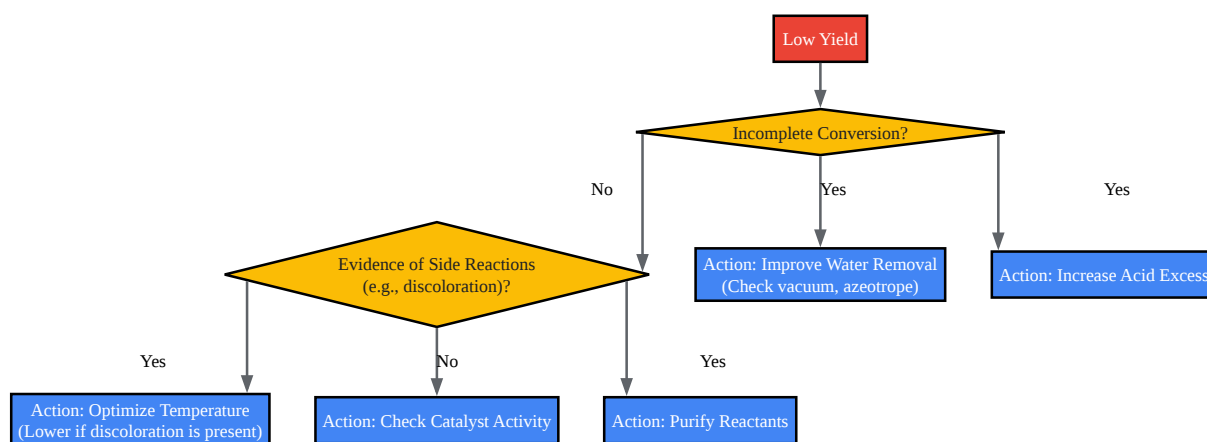 Low Yield
Incomplete Conversion?
No
Yes
Yes
Evidence of Side Reactions
(e.g., discoloration)?
Action: Improve Water Removal
(Check vacuum, azeotrope)
Action: Increase Acid Excess
Yes
No
Yes
Action: Optimize Temperature
(Lower if discoloration is present)
Action: Check Catalyst Activity
Action: Purify Reactants